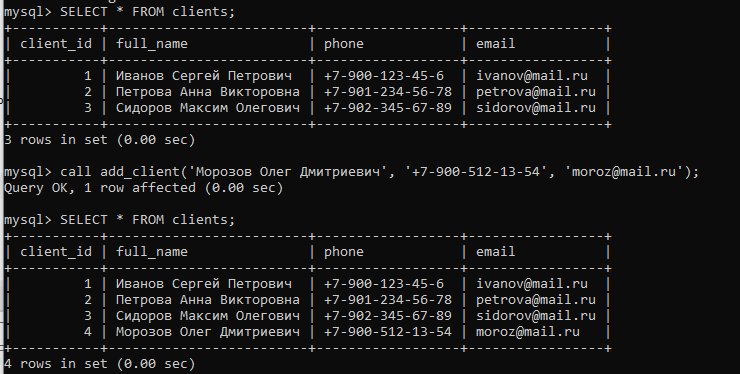 mysql> SELECT * FROM clients;
+-----------+-------------------------+------------------+-----------------+
| client_id | full_name               | phone            | email           |
+-----------+-------------------------+------------------+-----------------+
|         1 | Иванов Сергей Петрович  | +7-900-123-45-6  | ivanov@mail.ru  |
|         2 | Петрова Анна Викторовна | +7-901-234-56-78 | petrova@mail.ru |
|         3 | Сидоров Максим Олегович | +7-902-345-67-89 | sidorov@mail.ru |
+-----------+-------------------------+------------------+-----------------+
3 rows in set (0.00 sec)
mysql> call add_client('Морозов Олег Дмитриевич', '+7-900-512-13-54', 'moroz@mail.ru');
Query OK, 1 row affected (0.00 sec)
mysql> SELECT * FROM clients;
+-----------+-------------------------+------------------+-----------------+
| client_id | full_name               | phone            | email           |
+-----------+-------------------------+------------------+-----------------+
|         1 | Иванов Сергей Петрович  | +7-900-123-45-6  | ivanov@mail.ru  |
|         2 | Петрова Анна Викторовна | +7-901-234-56-78 | petrova@mail.ru |
|         3 | Сидоров Максим Олегович | +7-902-345-67-89 | sidorov@mail.ru |
|         4 | Морозов Олег Дмитриевич | +7-900-512-13-54 | moroz@mail.ru   |
+-----------+-------------------------+------------------+-----------------+
4 rows in set (0.00 sec)